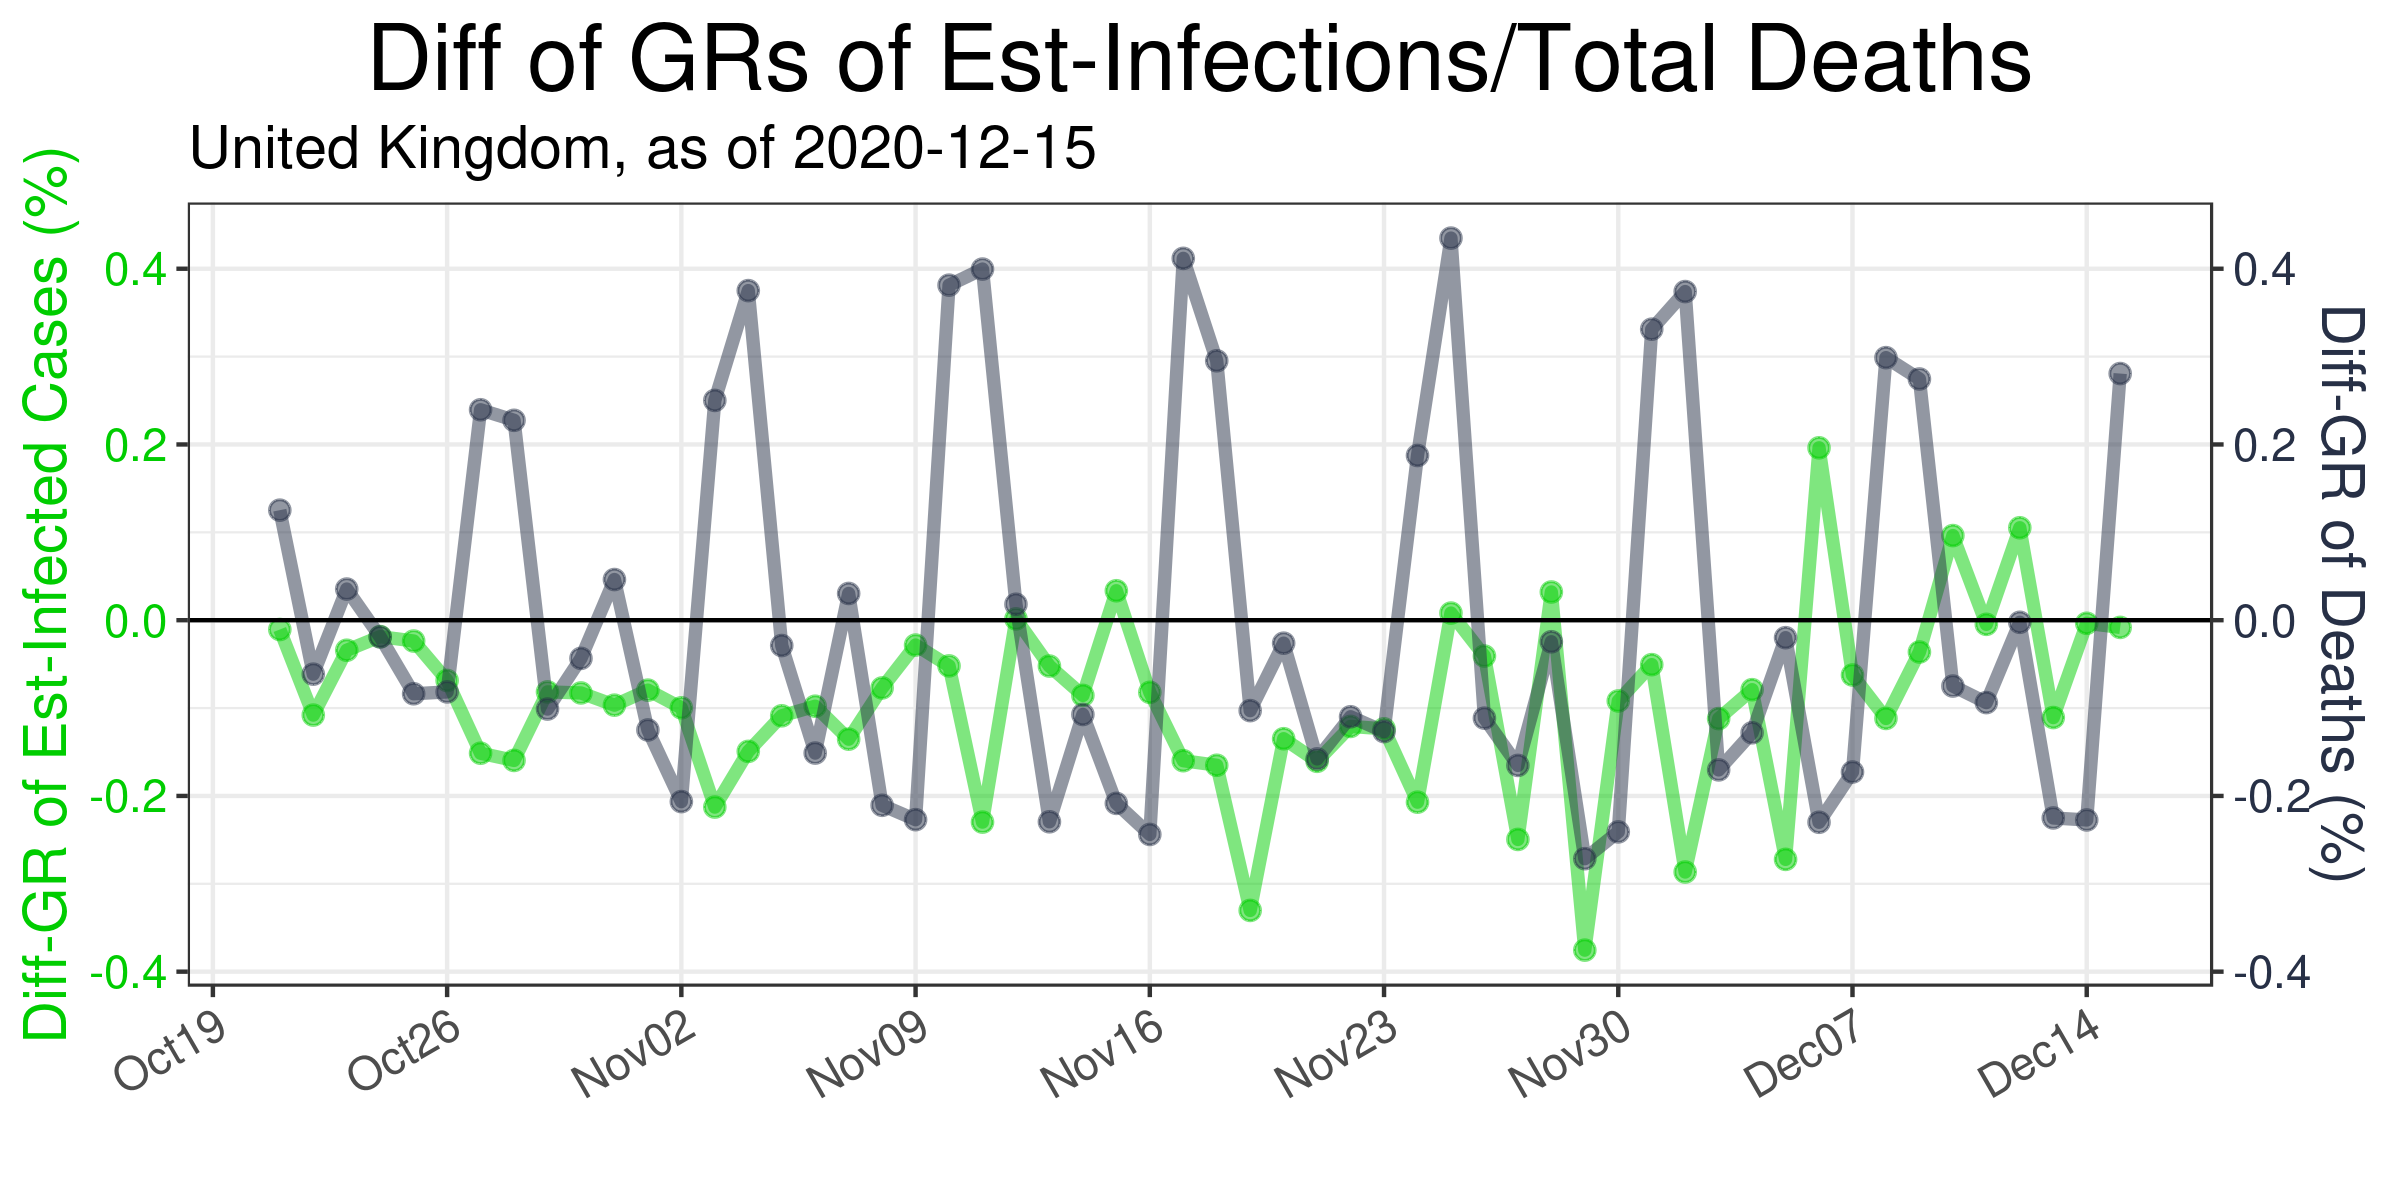 Diff of GRs of Est-Infections/Total Deaths
United Kingdom, as of 2020-12-15
Diff-GR of Est-Infected Cases (%)
0.4
0.2
0.0
-0.2
-0.4
0.4
0.2
0.0
-0.2
-0.4
Diff-GR of Deaths (%)
Oct19
Oct26
Nov02
Nov09
Nov16
Nov23
Nov30
Dec07
Dec14